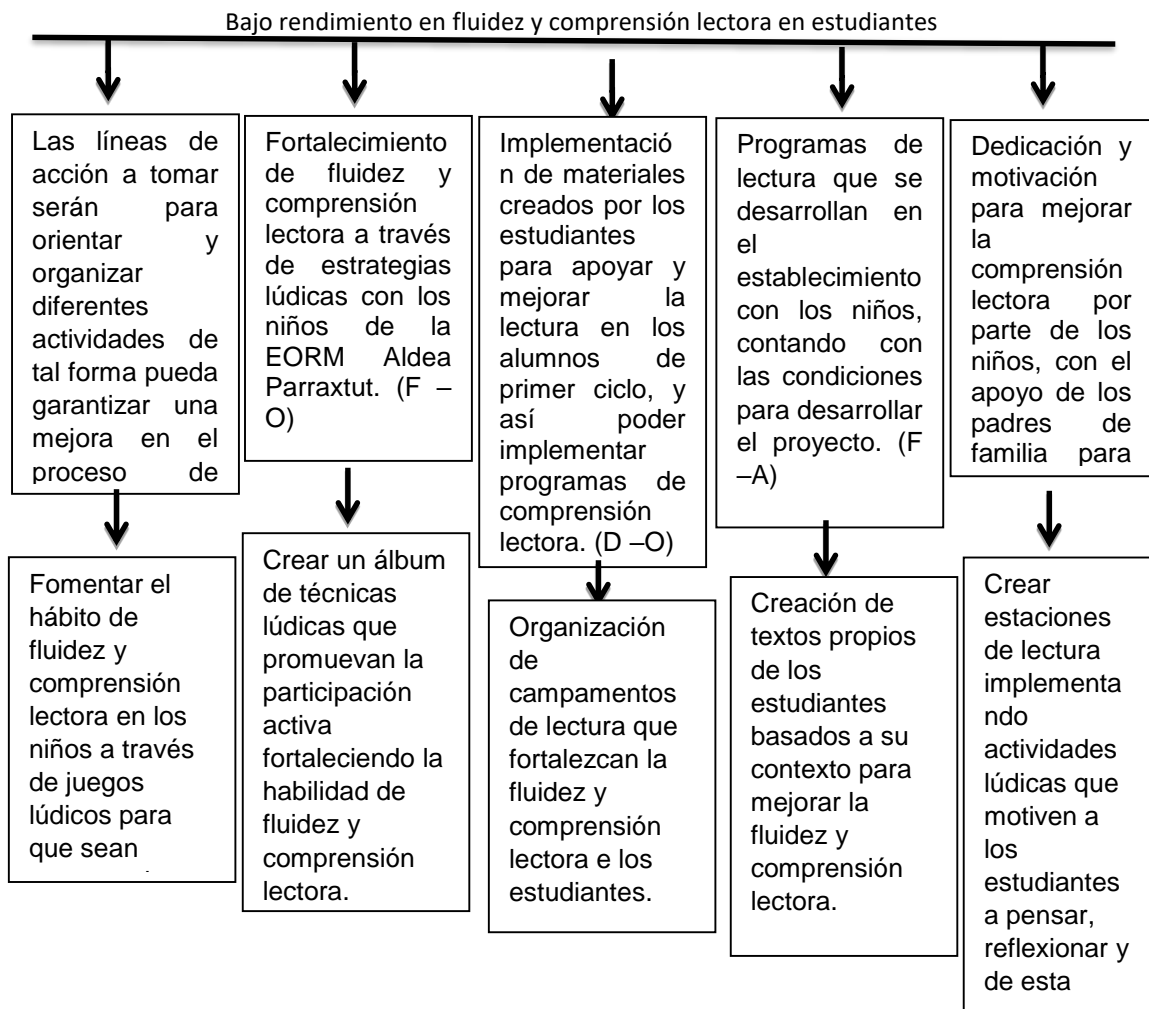 Bajo rendimiento en fluidez y comprensión lectora en estudiantes
Las líneas de
acción a tomar
serán para
orientar y
organizar
diferentes
actividades de
tal forma pueda
garantizar una
mejora en el
proceso de
Fortalecimiento
de fluidez y
comprensión
lectora a través
de estrategias
lúdicas con los
niños de la
EORM Aldea
Parraxtut. (F –
O)
Implementació
n de materiales
creados por los
estudiantes
para apoyar y
mejorar la
lectura en los
alumnos de
primer ciclo, y
así poder
implementar
programas de
comprensión
lectora. (D –O)
Programas de
lectura que se
desarrollan en
el
establecimiento
con los niños,
contando con
las condiciones
para desarrollar
el proyecto. (F
–A)
Dedicación y
motivación
para mejorar
la
comprensión
lectora por
parte de los
niños, con el
apoyo de los
padres de
familia para
Fomentar el
hábito de
fluidez y
comprensión
lectora en los
niños a través
de juegos
lúdicos para
que sean
Crear un álbum
de técnicas
lúdicas que
promuevan la
participación
activa
fortaleciendo la
habilidad de
fluidez y
comprensión
lectora.
Organización
de
campamentos
de lectura que
fortalezcan la
fluidez y
comprensión
lectora e los
estudiantes.
Creación de
textos propios
de los
estudiantes
basados a su
contexto para
mejorar la
fluidez y
comprensión
lectora.
Crear
estaciones
de lectura
implementa
ndo
actividades
lúdicas que
motiven a
los
estudiantes
a pensar,
reflexionar y
de esta